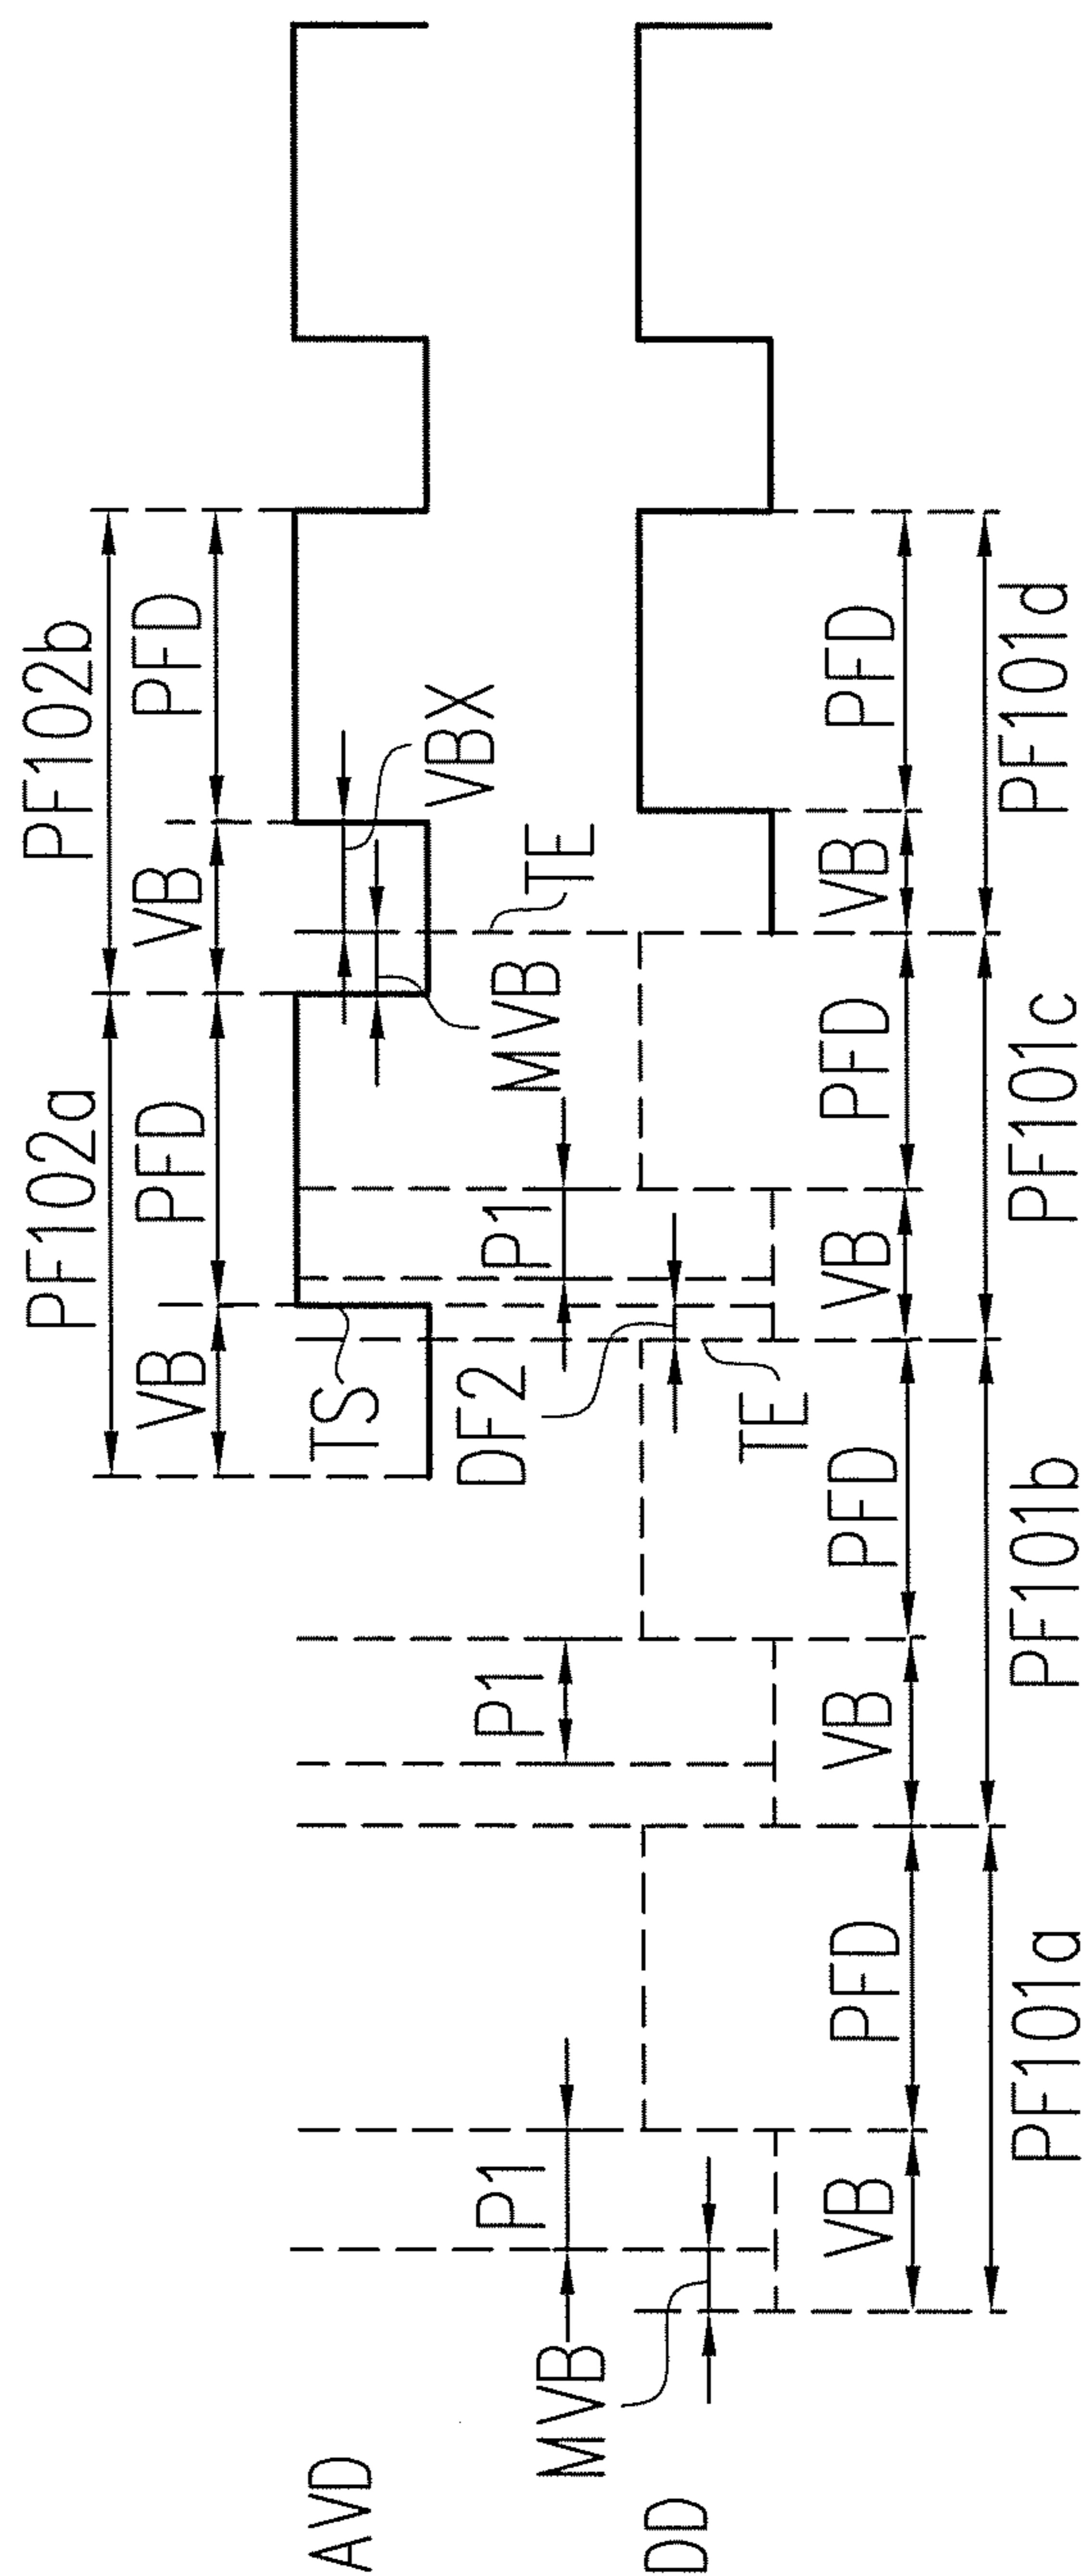 PF102a
PF102b
VB
PFD
VB
PFD
AVD
TS
VBX
DF2
MVB
TE
P1
P1
P1
MVB
DD
TE
VB
PFD
VB
PFD
VB
PFD
VB
PFD
PF101a
PF101b
PF101c
PF101d